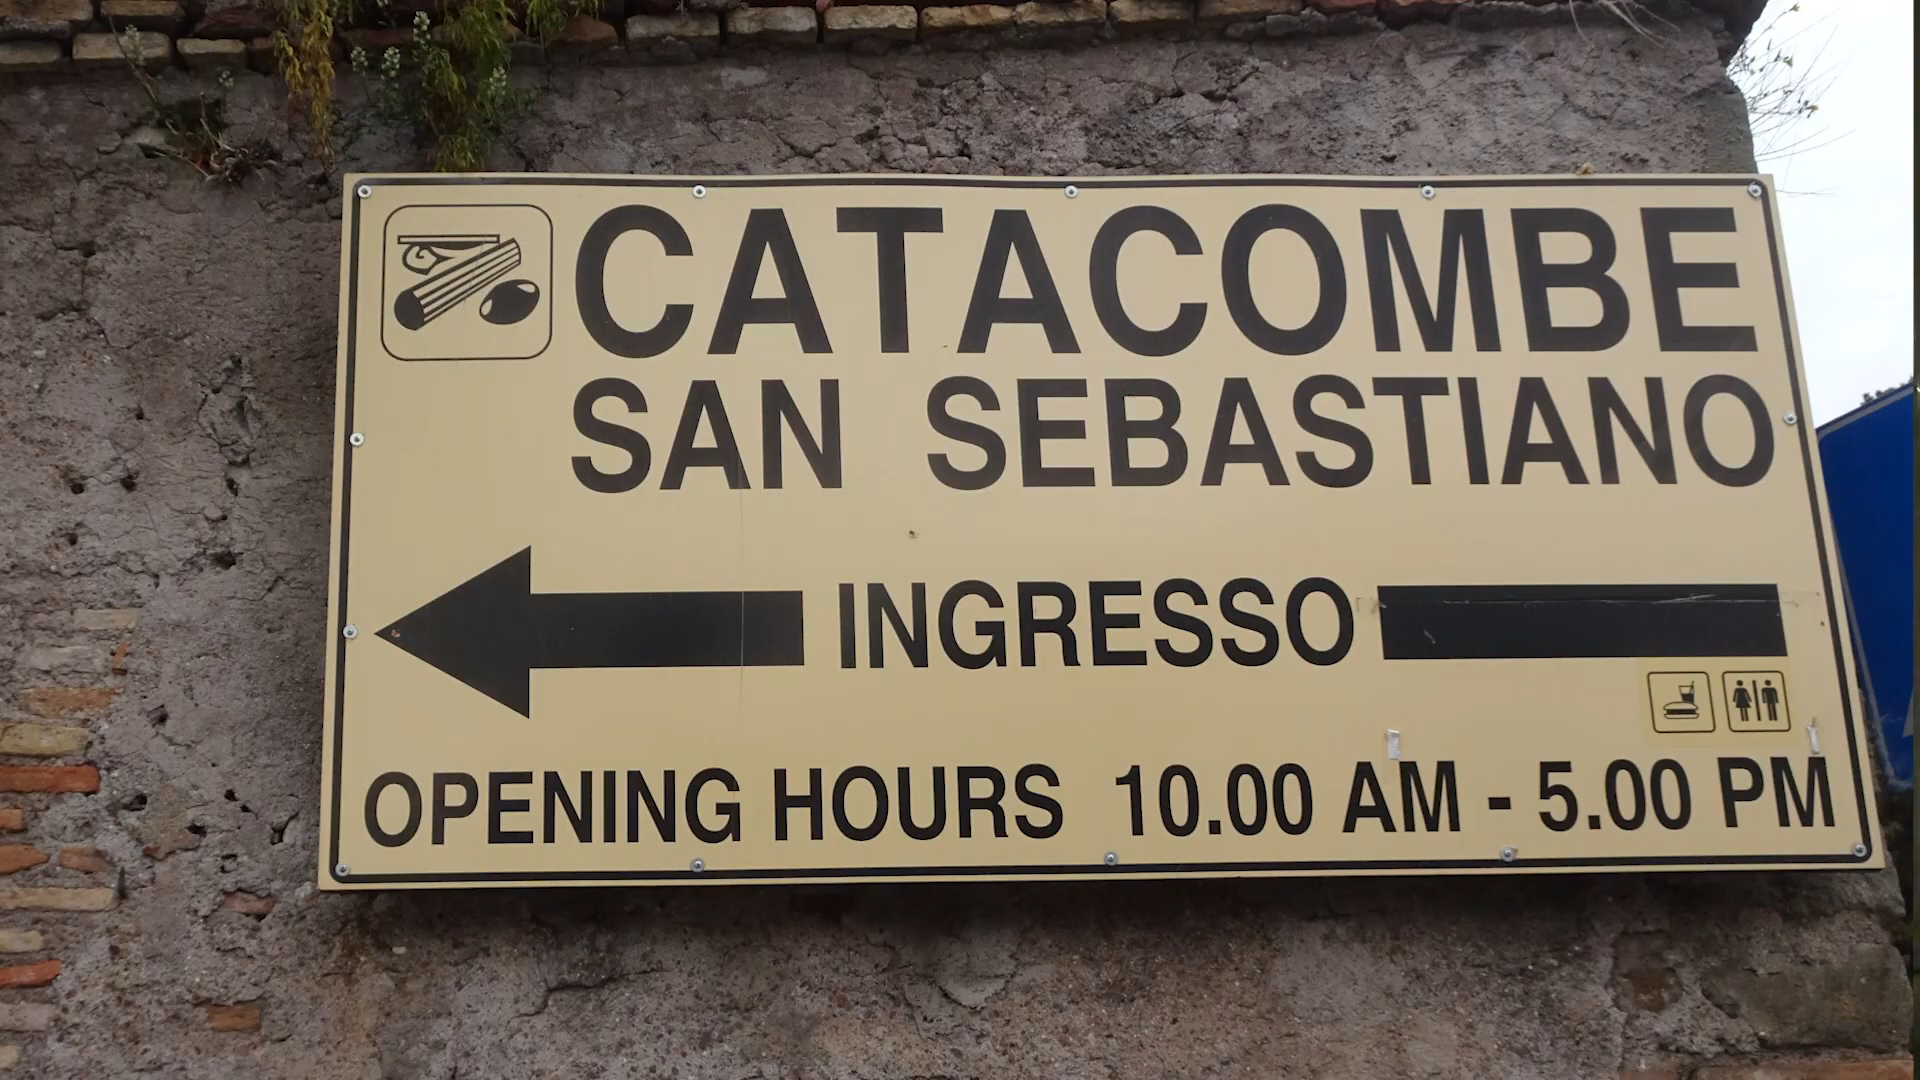 CATACOMBE
SAN SEBASTIANO
INGRESSO
OPENING HOURS 10.00 AM - 5.00 PM